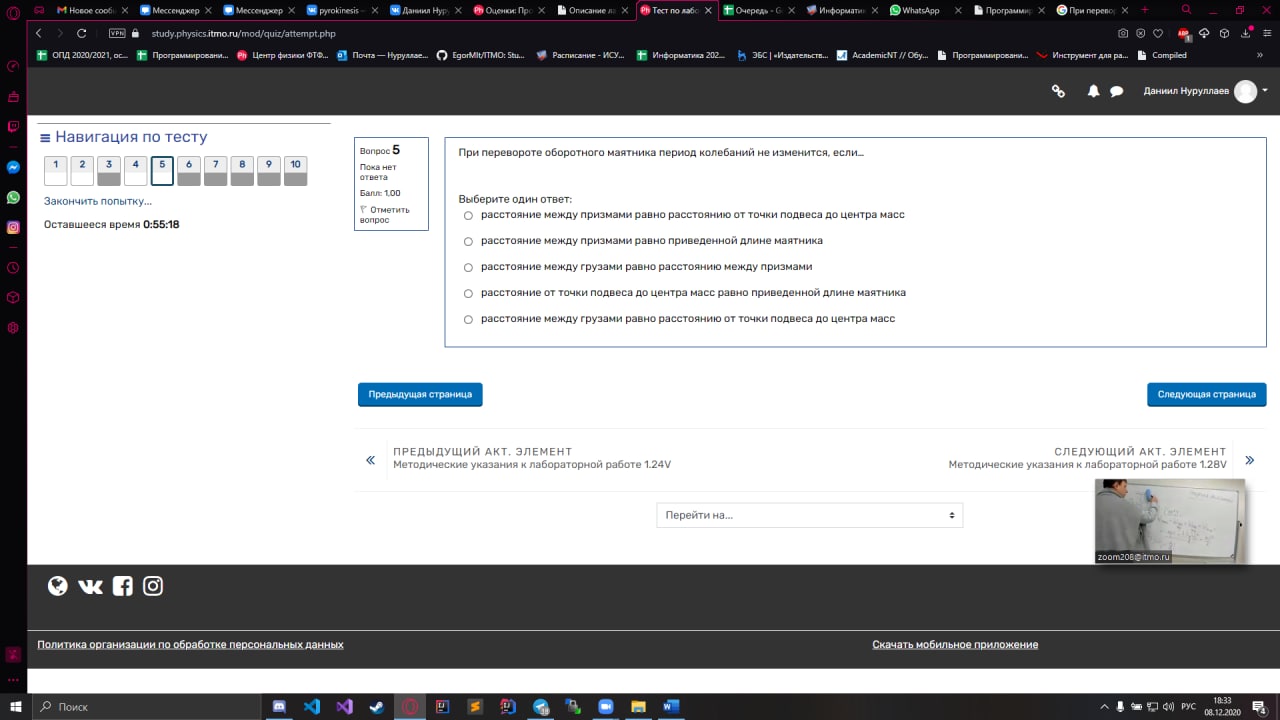 Новое сообщ
Мессенджер
Мессенджер
pyrokinesis –
Даниил Нур
Оценки: Про
Описание ла
Тест по лабо
Очередь - G
Информати
WhatsApp
Программир
При перевор
VPN study.physics.itmo.ru/mod/quiz/attempt.php
ОПД 2020/2021, ос...
Программировани...
Центр физики ФТФ...
Почта — Нуруллае...
EgorMIt/ITMO: Stu...
Расписание - ИСУ...
Информатика 202...
ЭБС «Издательств...
AcademicNT // Обу...
Программировани...
Инструмент для ра...
Compiled
Даниил Нуруллаев
Навигация по тесту
1 2 3 4 5 6 7 8 9 10
Закончить попытку...
Оставшееся время 0:55:18
Вопрос 5
Пока нет
ответа
Балл: 1,00
Отметить
вопрос
При перевороте оборотного маятника период колебаний не изменится, если…
Выберите один ответ:
расстояние между призмами равно расстоянию от точки подвеса до центра масс
расстояние между призмами равно приведенной длине маятника
расстояние между грузами равно расстоянию между призмами
расстояние от точки подвеса до центра масс равно приведенной длине маятника
расстояние между грузами равно расстоянию от точки подвеса до центра масс
Предыдущая страница
Следующая страница
ПРЕДЫДУЩИЙ АКТ. ЭЛЕМЕНТ
Методические указания к лабораторной работе 1.24V
СЛЕДУЮЩИЙ АКТ. ЭЛЕМЕНТ
Методические указания к лабораторной работе 1.28V
Перейти на...
zoom208@itmo.ru
Политика организации по обработке персональных данных
Скачать мобильное приложение
Поиск
РУС
18:33
08.12.2020
4